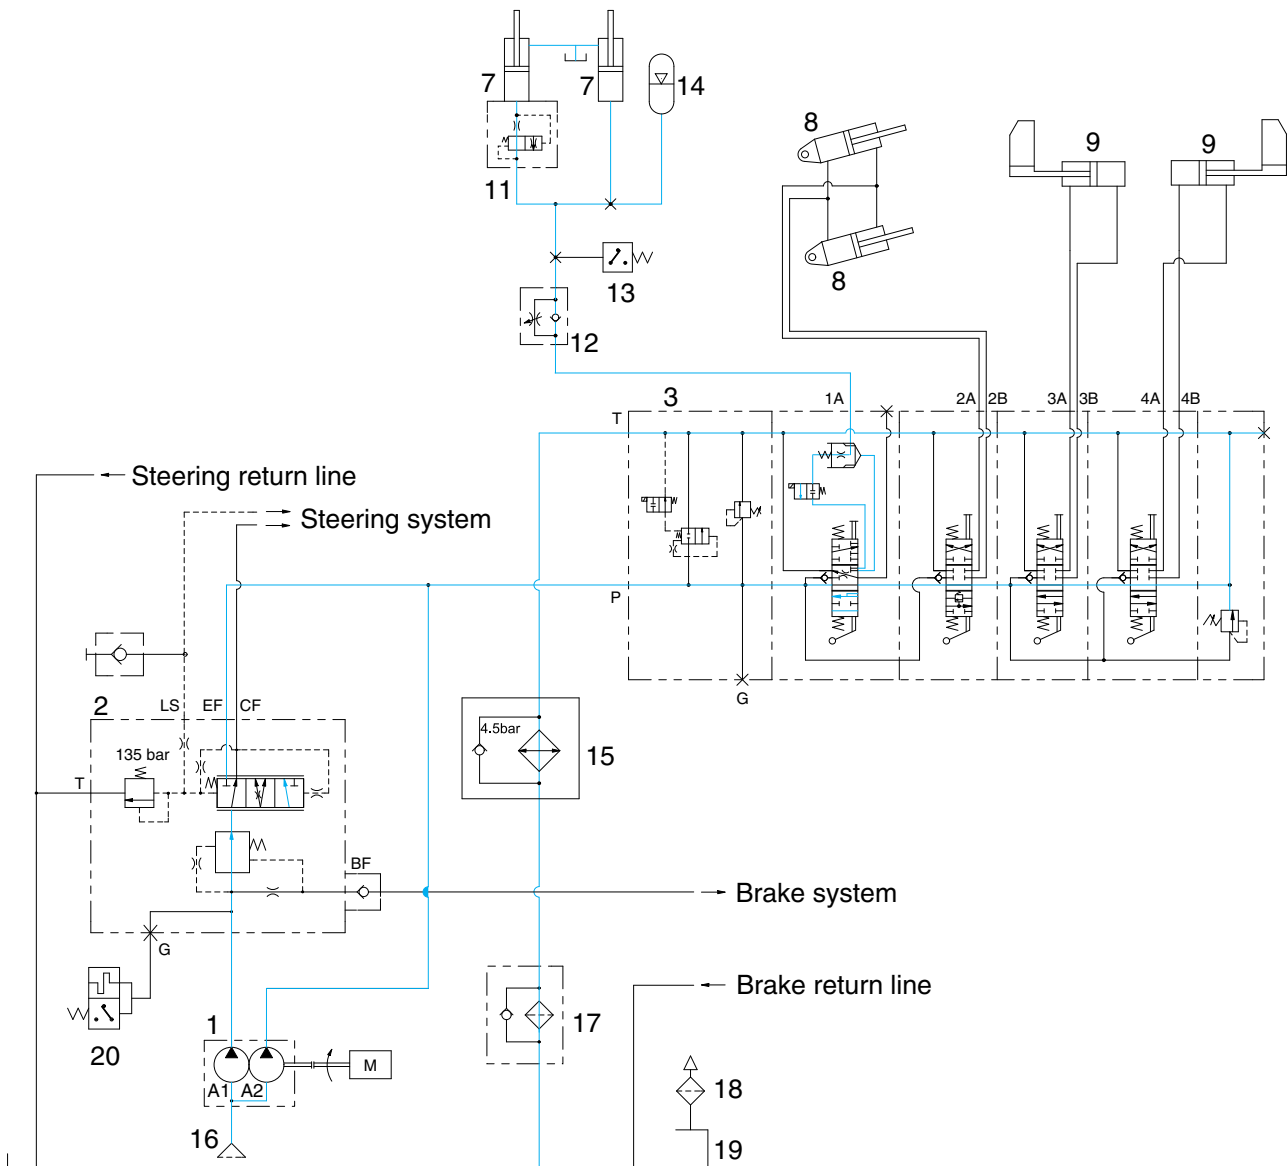 7
7
14
8
9
9
11
8
13
12
3
1A
2A
2B
3A
3B
4A
4B
T
Steering return line
Steering system
P
2
LS
EF
CF
G
4.5bar
15
135 bar
T
BF
Brake system
G
Brake return line
1
17
20
M
A1
A2
18
16
19